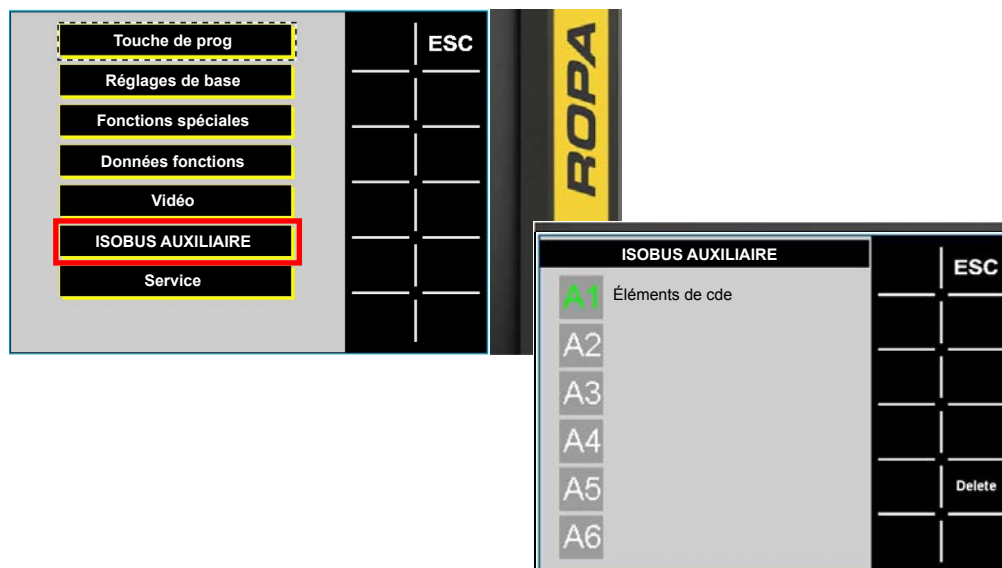 Touche de prog
ESC
Réglages de base
Fonctions spéciales
Données fonctions
Vidéo
ISOBUS AUXILIAIRE
Service
ROPA
ISOBUS AUXILIAIRE
ESC
A1 Éléments de cde
A2
A3
A4
A5
Delete
A6